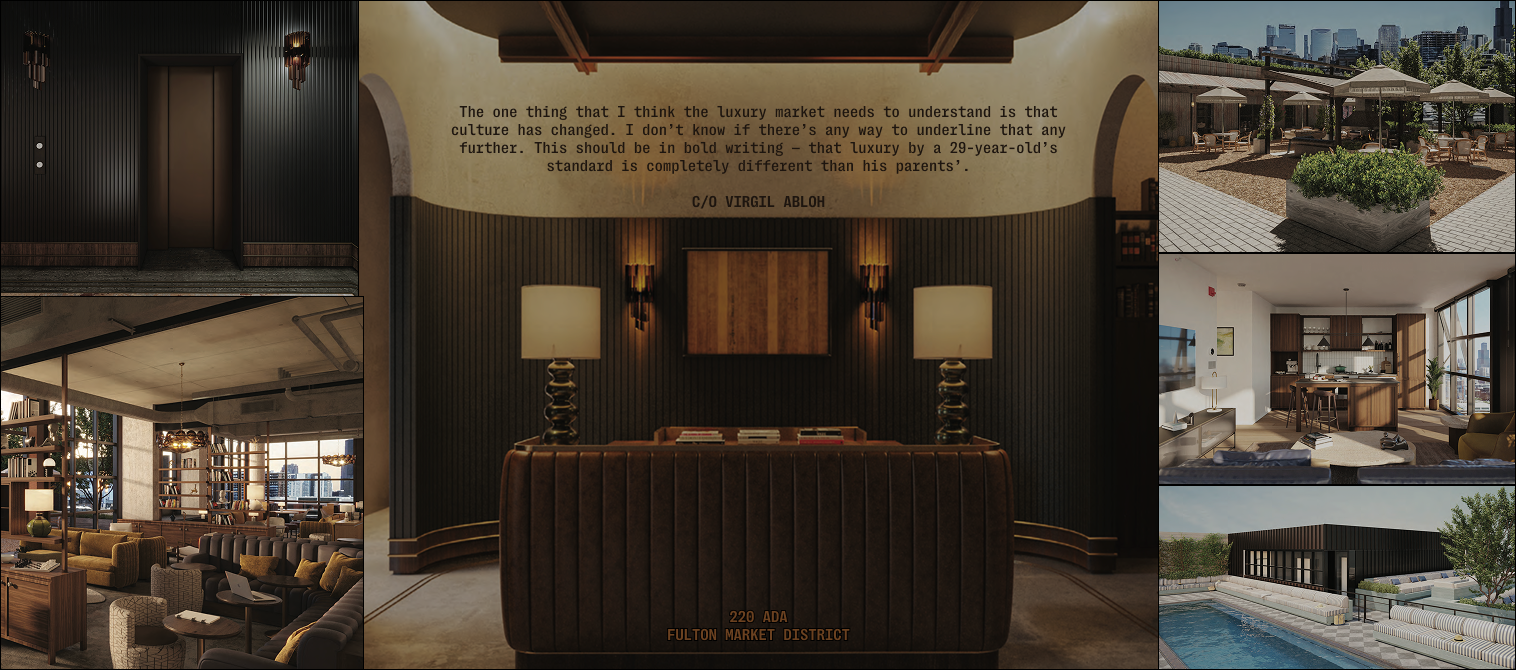 The one thing that I think the luxury market needs to understand is that
culture has changed. I don’t know if there’s any way to underline that any
further. This should be in bold writing – that luxury by a 29-year-old’s
standard is completely different than his parents’.
C/O VIRGIL ABLOH
220 ADA
FULTON MARKET DISTRICT